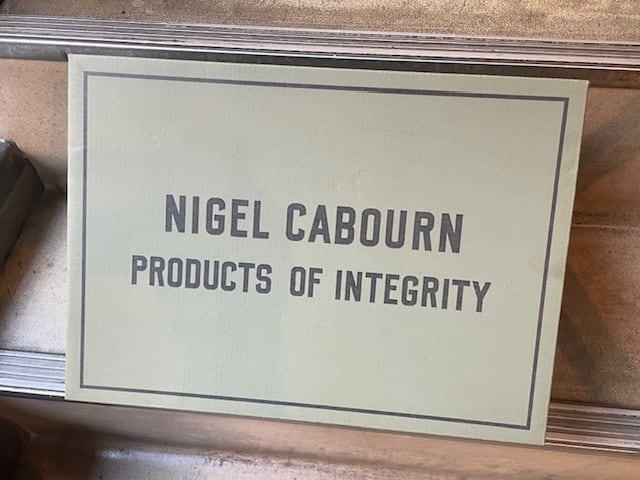 NIGEL CABOURN
PRODUCTS OF INTEGRITY